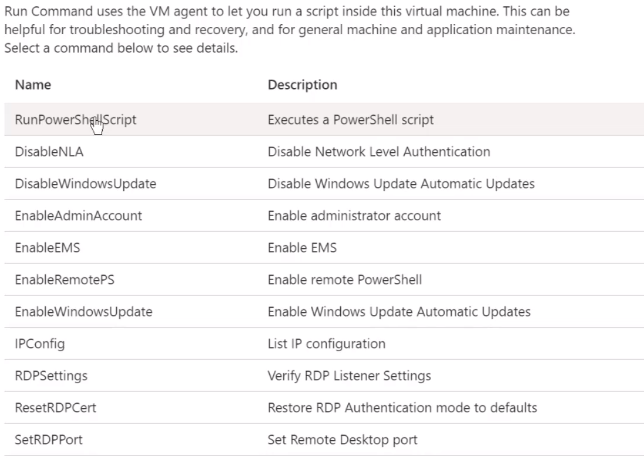 Run Command uses the VM agent to let you run a script inside this virtual machine. This can be
helpful for troubleshooting and recovery, and for general machine and application maintenance.
Select a command below to see details.
Name Description
RunPowerShellScript Executes a PowerShell script
DisableNLA Disable Network Level Authentication
DisableWindowsUpdate Disable Windows Update Automatic Updates
EnableAdminAccount Enable administrator account
EnableEMS Enable EMS
EnableRemotePS Enable remote PowerShell
EnableWindowsUpdate Enable Windows Update Automatic Updates
IPConfig List IP configuration
RDPSettings Verify RDP Listener Settings
ResetRDPCert Restore RDP Authentication mode to defaults
SetRDPPort Set Remote Desktop port